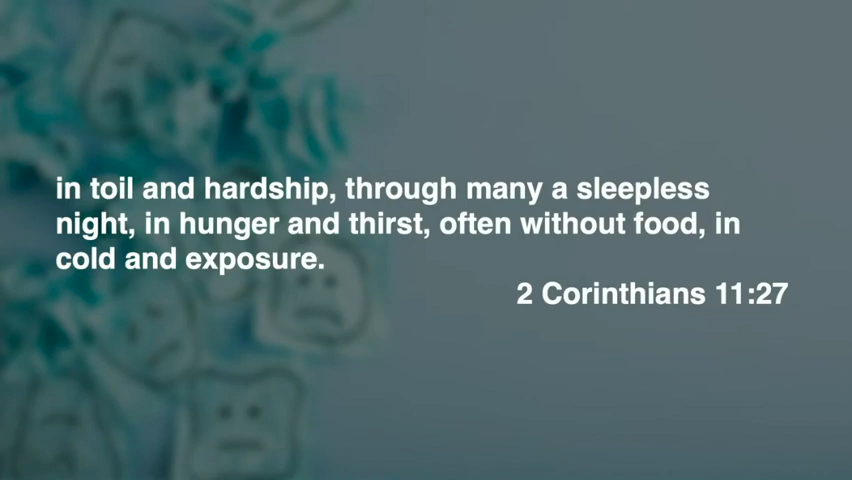 in toil and hardship, through many a sleepless
night, in hunger and thirst, often without food, in
cold and exposure.
2 Corinthians 11:27